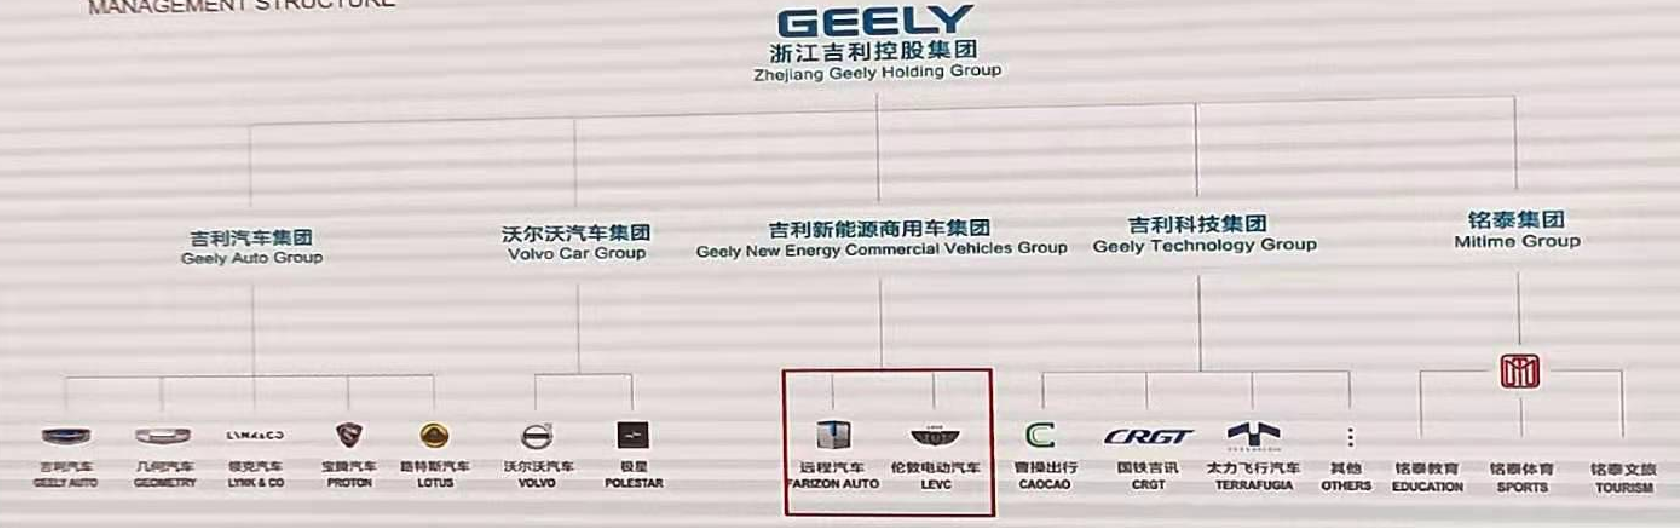 MANAGEMENT STRUCTURE
GEELY
浙江吉利控股集团
Zhejiang Geely Holding Group
吉利汽车集团
Geely Auto Group
沃尔沃汽车集团
Volvo Car Group
吉利新能源商用车集团
Geely New Energy Commercial Vehicles Group
吉利科技集团
Geely Technology Group
铭泰集团
Mitime Group
LYNK&CO
CRGT
吉利汽车
GEELY AUTO
几何汽车
GEOMETRY
领克汽车
LYNK & CO
宝腾汽车
PROTON
路特斯汽车
LOTUS
沃尔沃汽车
VOLVO
极星
POLESTAR
远程汽车
FARIZON AUTO
伦敦电动汽车
LEVC
曹操出行
CAOCAO
国铁吉讯
CRGT
太力飞行汽车
TERRAFUGIA
其他
OTHERS
铭泰教育
EDUCATION
铭泰体育
SPORTS
铭泰文旅
TOURISM